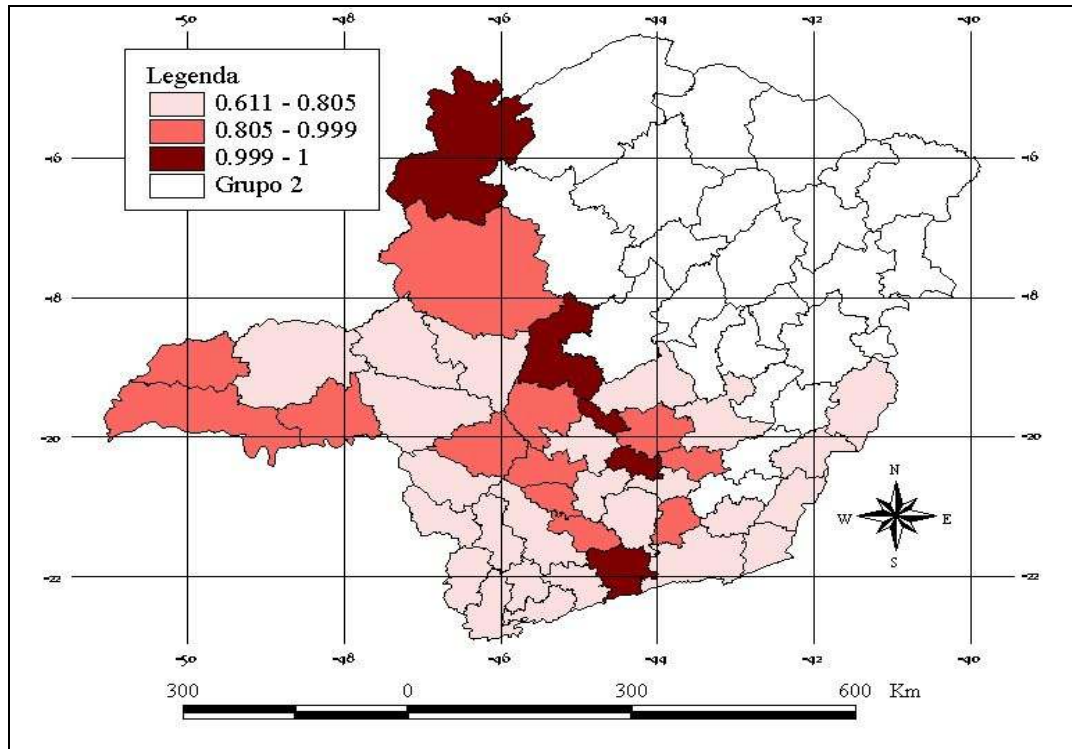 -50 -48 -46 -44 -42 -40
Legenda
0.611 - 0.805
0.805 - 0.999
0.999 - 1
Grupo 2
-16 -16
-18 -18
-20 -20
-22 -22
N
W E
S
-50 -48 -46 -44 -42 -40
300 0 300 600 Km